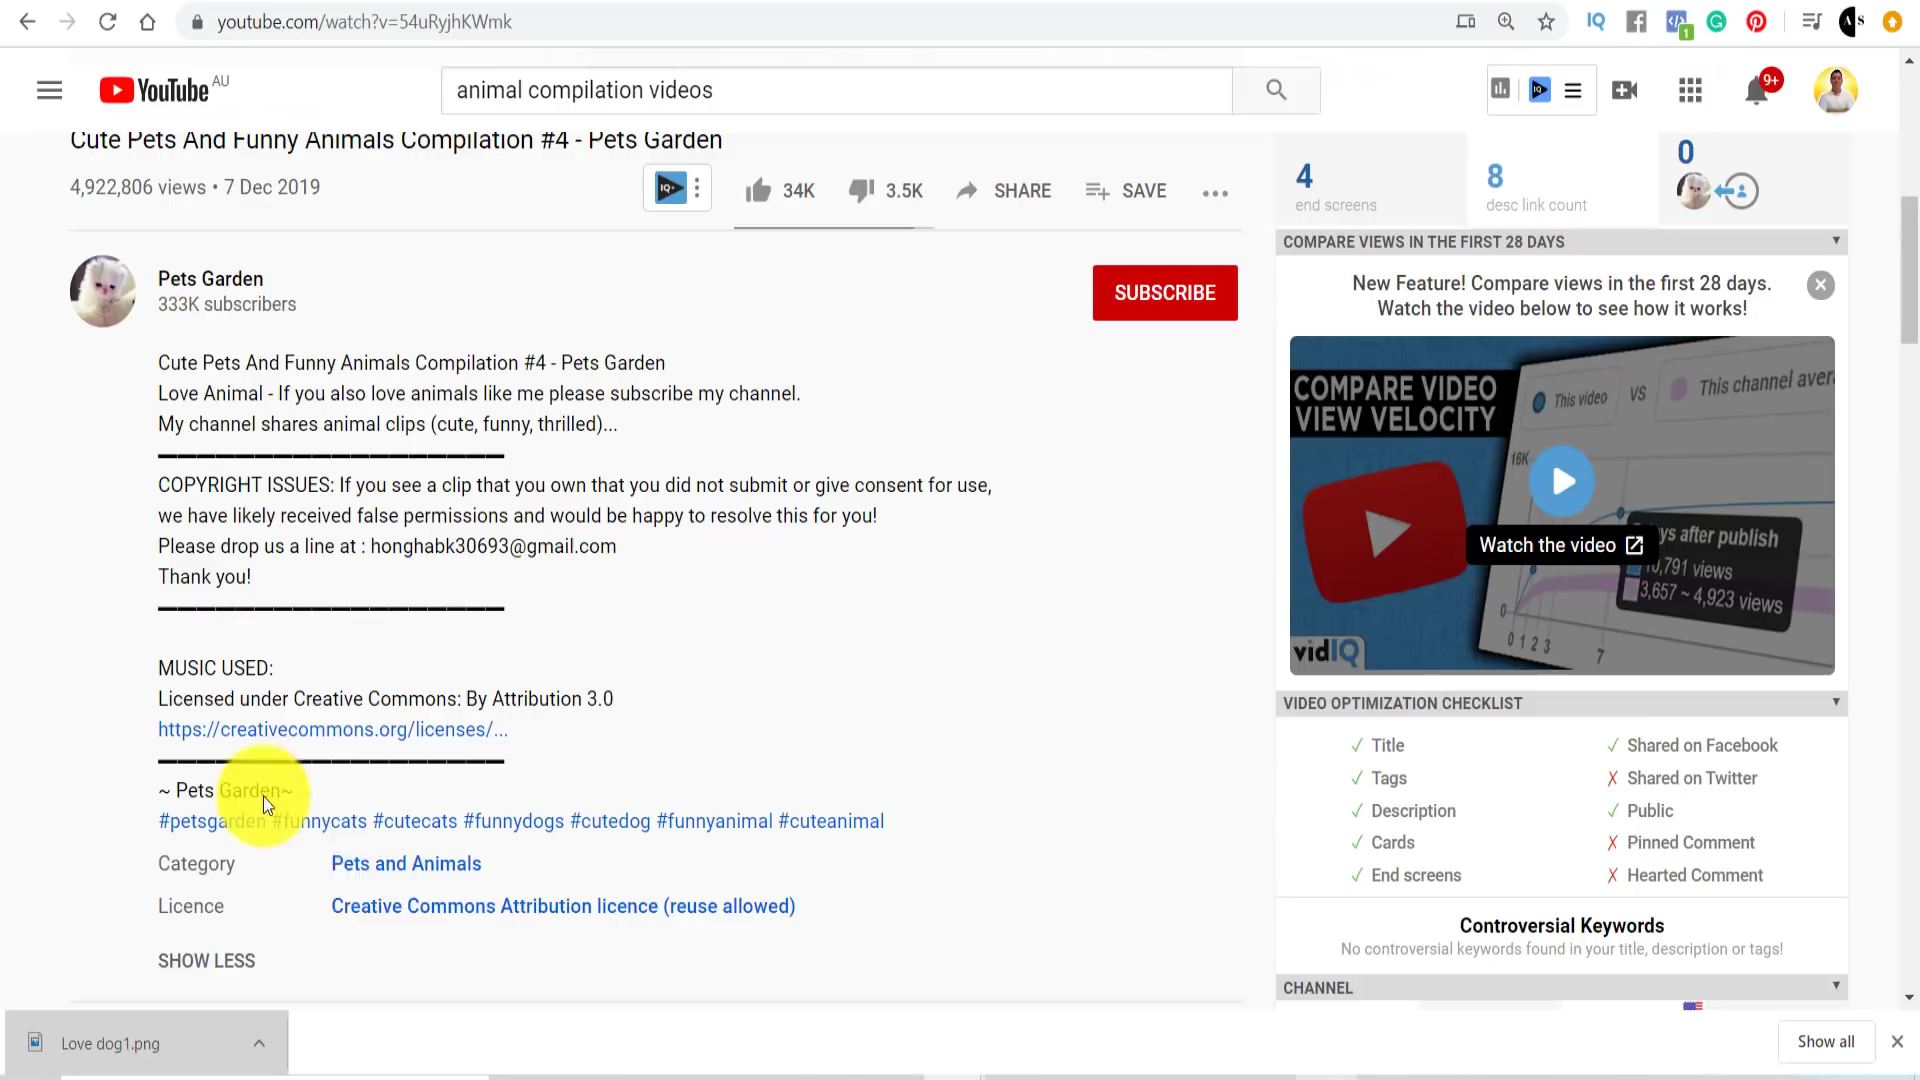 youtube.com/watch?v=54uRyjhKWmk
YouTube AU
animal compilation videos
9+
Cute Pets And Funny Animals Compilation #4 - Pets Garden
4,922,806 views • 7 Dec 2019
34K
3.5K
SHARE
SAVE
4
end screens
8
desc link count
0
Pets Garden
333K subscribers
SUBSCRIBE
Cute Pets And Funny Animals Compilation #4 - Pets Garden
Love Animal - If you also love animals like me please subscribe my channel.
My channel shares animal clips (cute, funny, thrilled)...
COPYRIGHT ISSUES: If you see a clip that you own that you did not submit or give consent for use,
we have likely received false permissions and would be happy to resolve this for you!
Please drop us a line at : honghabk30693@gmail.com
Thank you!
MUSIC USED:
Licensed under Creative Commons: By Attribution 3.0
https://creativecommons.org/licenses/...
~ Pets Garden~
#petsgarden #funnycats #cutecats #funnydogs #cutedog #funnyanimal #cuteanimal
Category Pets and Animals
Licence Creative Commons Attribution licence (reuse allowed)
SHOW LESS
COMPARE VIEWS IN THE FIRST 28 DAYS
New Feature! Compare views in the first 28 days.
Watch the video below to see how it works!
COMPARE VIDEO
VIEW VELOCITY
This video VS This channel aver
16K
Watch the video
ys after publish
10,791 views
3,657 ~ 4,923 views
0
0 1 2 3 7
vidIQ
VIDEO OPTIMIZATION CHECKLIST
Title
Shared on Facebook
Tags
Shared on Twitter
Description
Public
Cards
Pinned Comment
End screens
Hearted Comment
Controversial Keywords
No controversial keywords found in your title, description or tags!
CHANNEL
Love dog1.png
Show all